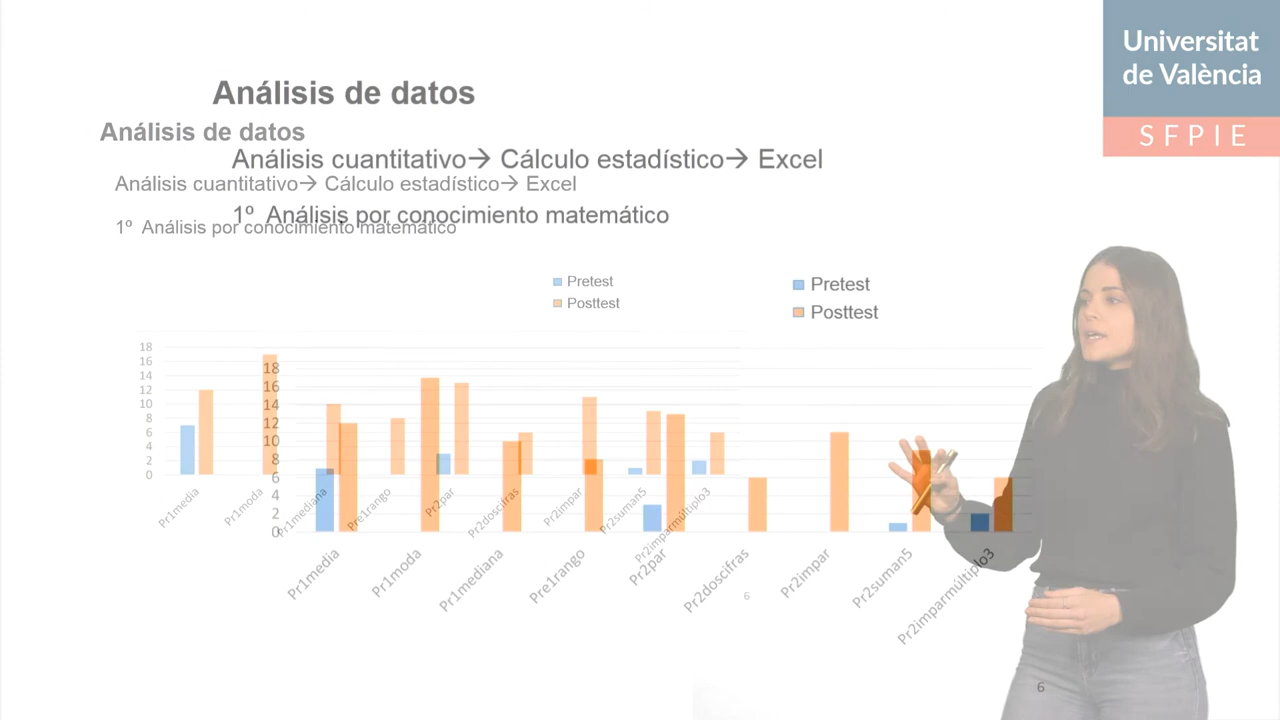 Universitat
de València
SFPIE
Análisis de datos
Análisis de datos
Análisis cuantitativo→ Cálculo estadístico→ Excel
Análisis cuantitativo→ Cálculo estadístico→ Excel
1º Análisis por conocimiento matemático
1º Análisis por conocimiento matemático
Pretest
Posttest
Pretest
Posttest
18
16
14
12
10
8
6
4
2
0
Pr1media
Pr1moda
Pr1mediana
Pre1rango
Pr2par
Pr2doscifras
Pr2impar
Pr2suman5
Pr2imparmúltiplo3
6
18
16
14
12
10
8
6
4
2
0
Pr1media
Pr1moda
Pr1mediana
Pre1rango
Pr2par
Pr2doscifras
Pr2impar
Pr2suman5
Pr2imparmúltiplo3
6